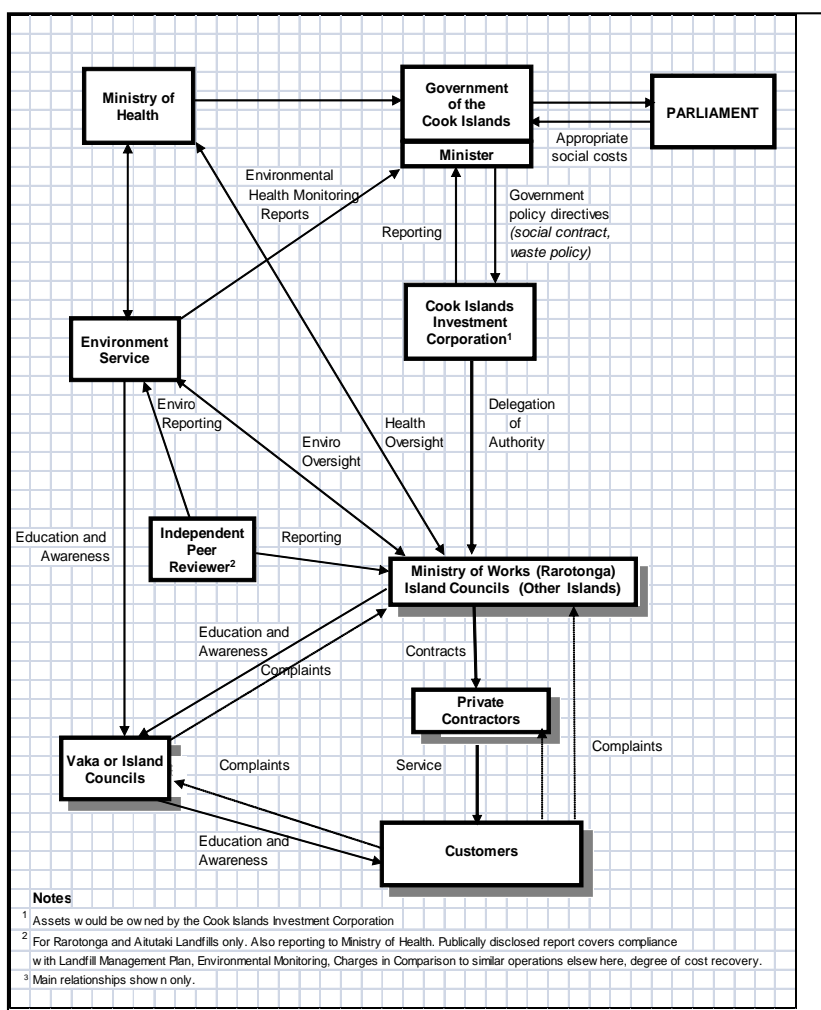 Ministry of
Health
Government
of the
Cook Islands
Minister
PARLIAMENT
Appropriate
social costs
Environmental
Health Monitoring
Reports
Reporting
Government
policy directives
(social contract,
waste policy)
Cook Islands
Investment
Corporation¹
Environment
Service
Enviro
Reporting
Enviro
Oversight
Health
Oversight
Delegation
of
Authority
Education and
Awareness
Independent
Peer
Reviewer²
Reporting
Ministry of Works (Rarotonga)
Island Councils (Other Islands)
Education and
Awareness
Complaints
Contracts
Private
Contractors
Vaka or Island
Councils
Complaints
Service
Complaints
Education and
Awareness
Customers
Notes
¹ Assets would be owned by the Cook Islands Investment Corporation
² For Rarotonga and Aitutaki Landfills only. Also reporting to Ministry of Health. Publically disclosed report covers compliance
with Landfill Management Plan, Environmental Monitoring, Charges in Comparison to similar operations elsewhere, degree of cost recovery.
³ Main relationships shown only.